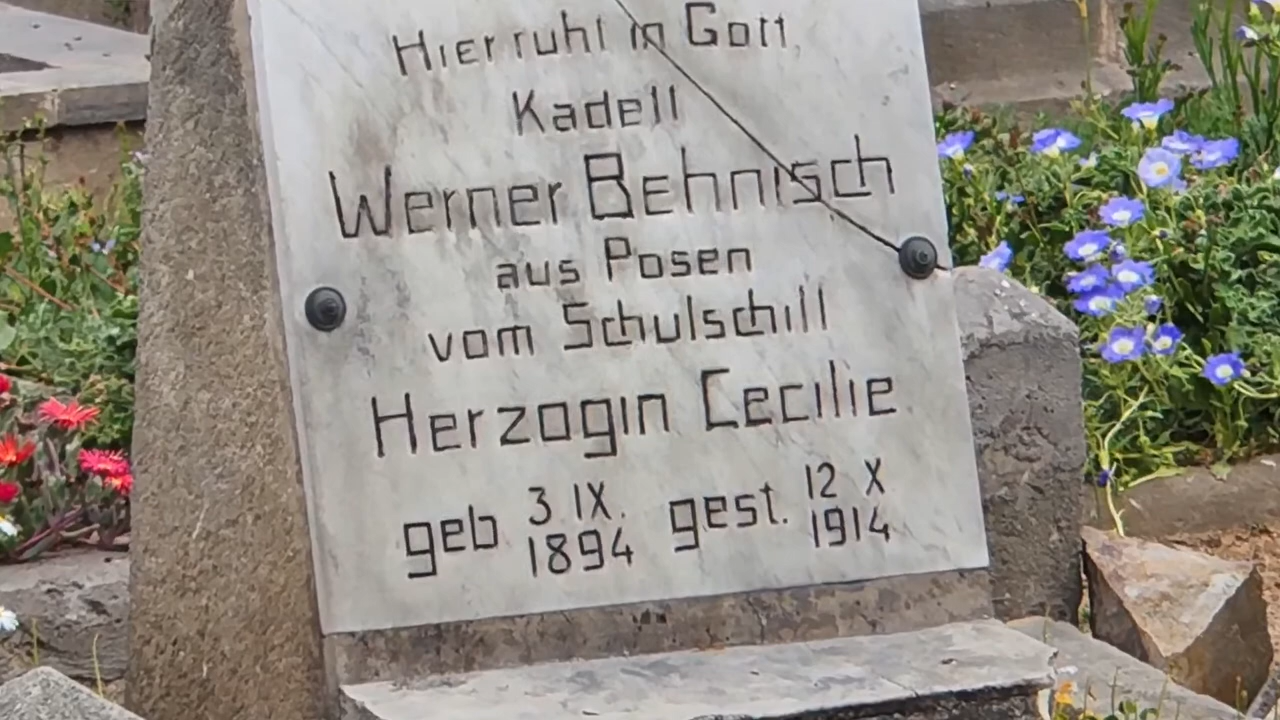 Hier ruht in Gott,
Kadett
Werner Behnisch
aus Posen
vom Schulschiff
Herzogin Cecilie
geb 3 IX. 1894 gest. 12 X 1914